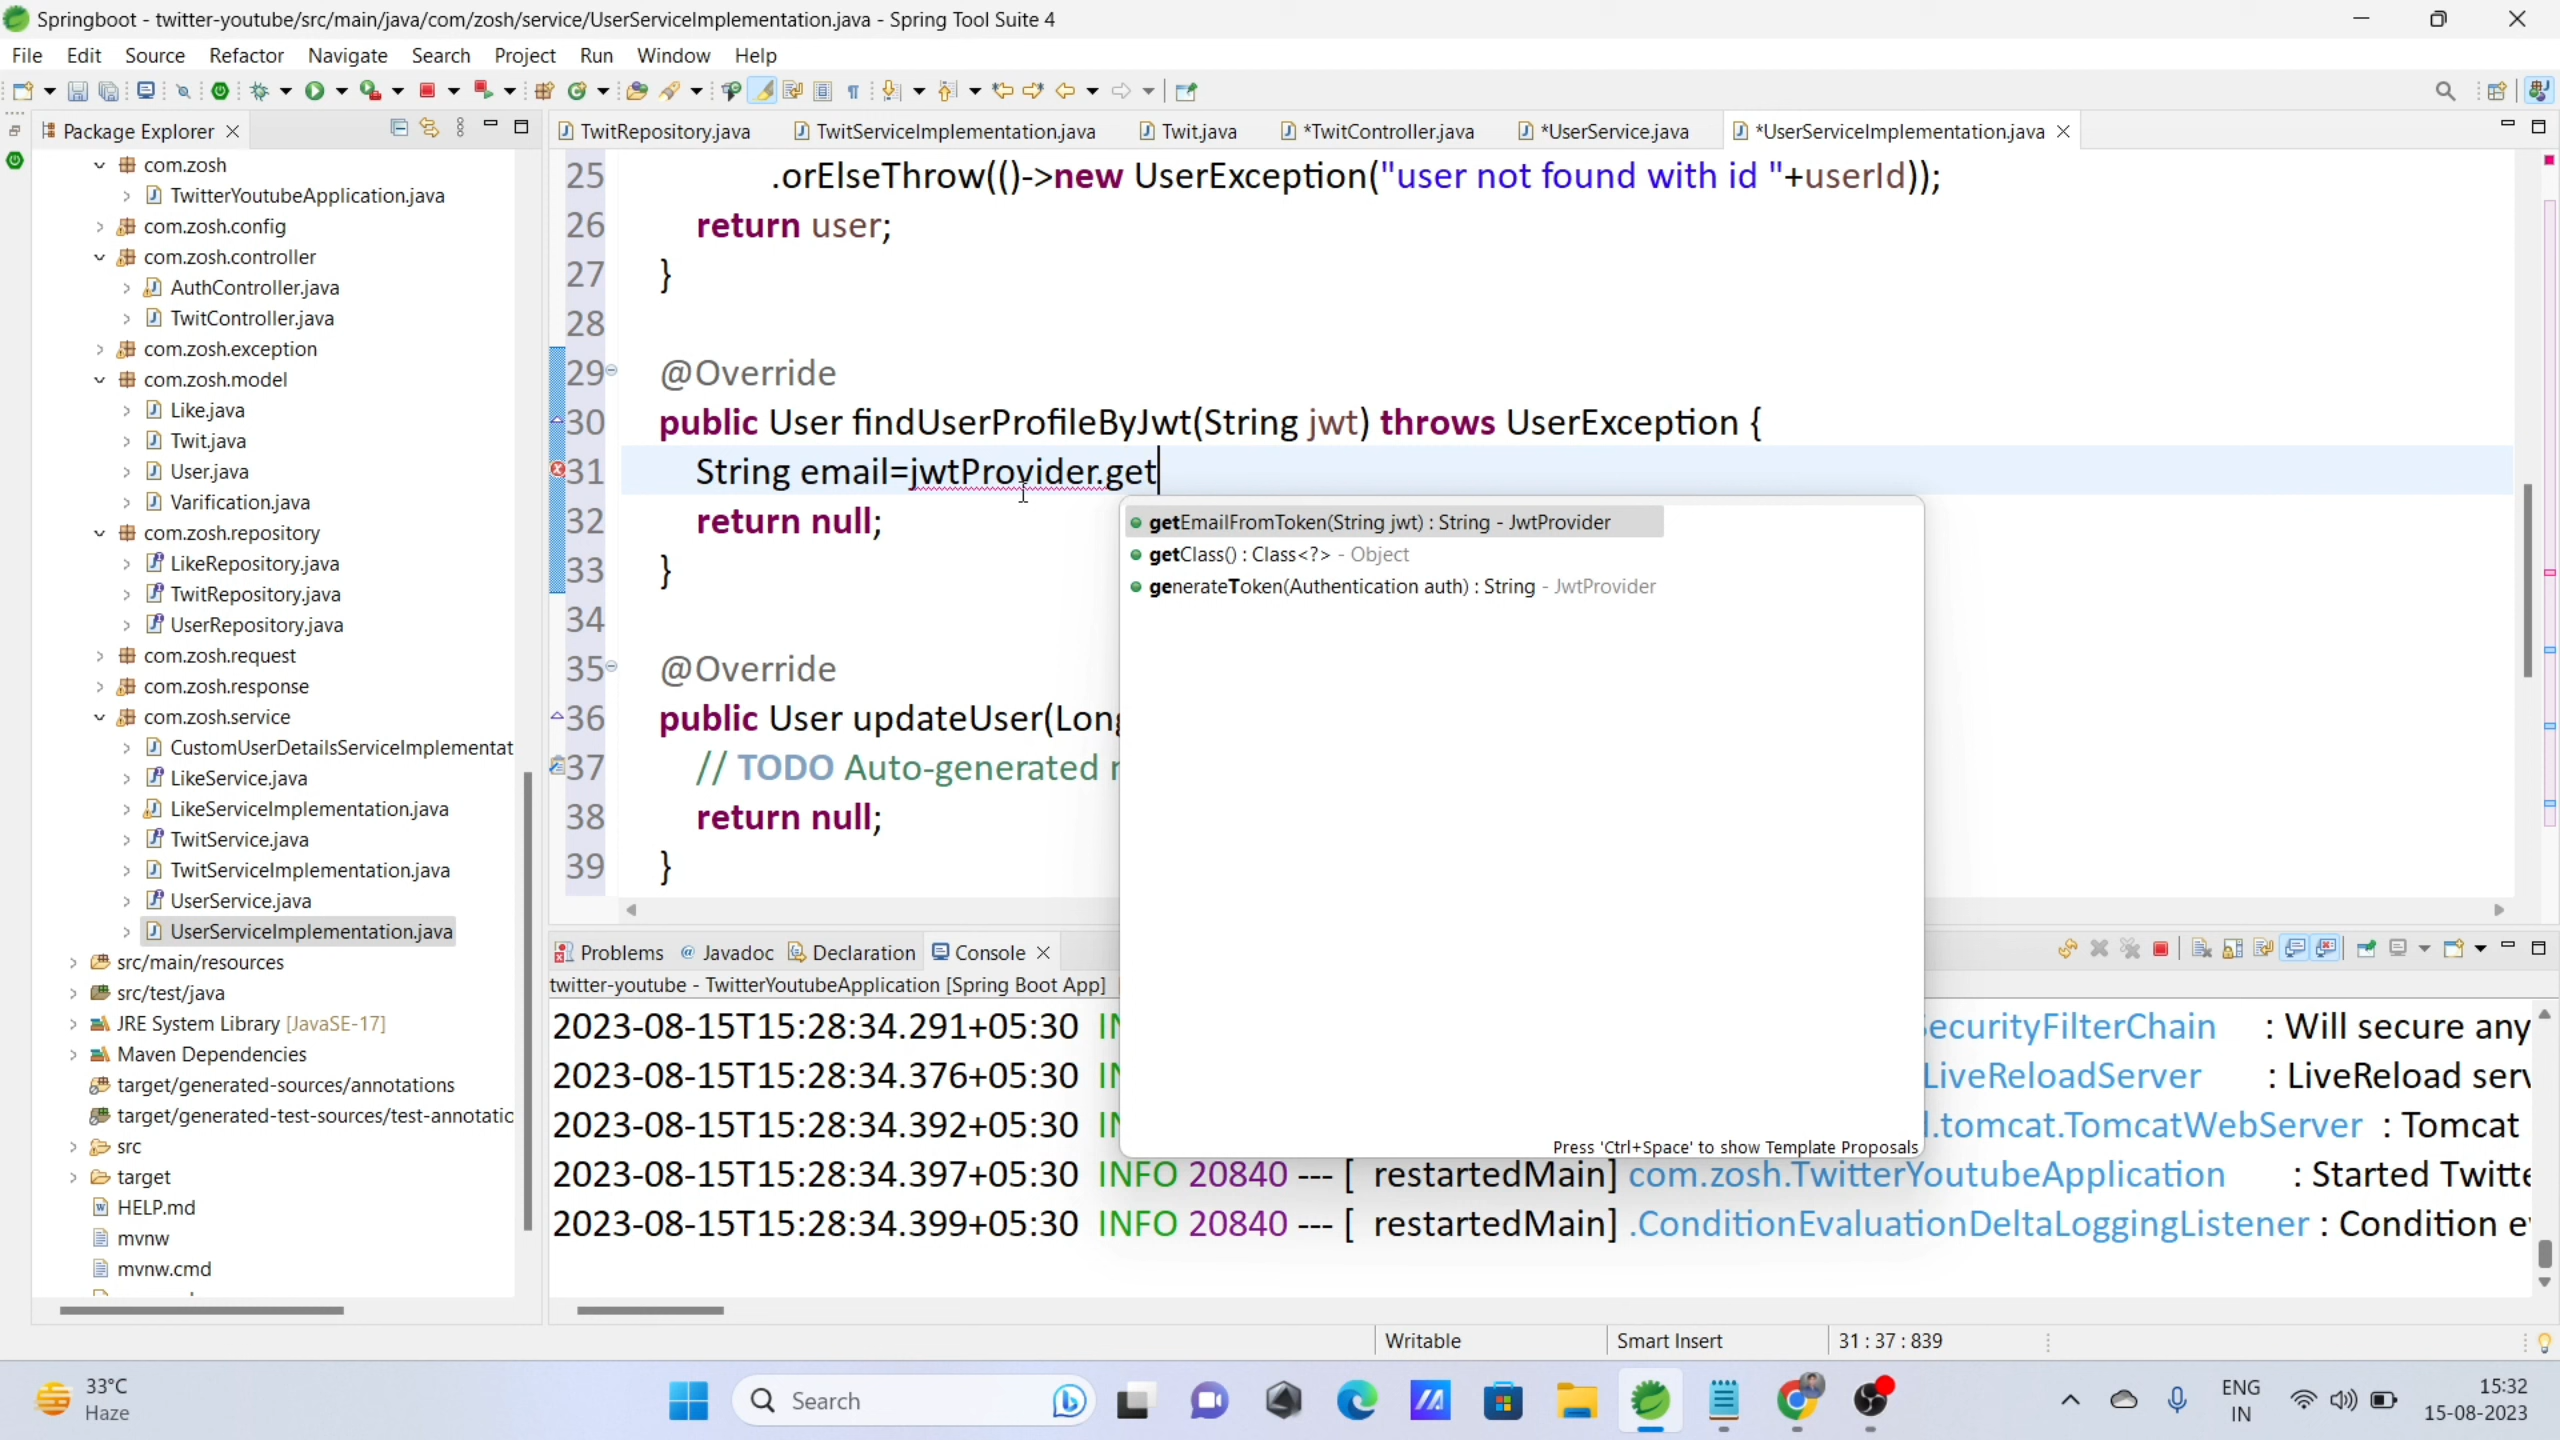 Springboot - twitter-youtube/src/main/java/com/zosh/service/UserServiceImplementation.java - Spring Tool Suite 4
File Edit Source Refactor Navigate Search Project Run Window Help
Package Explorer
com.zosh
TwitterYoutubeApplication.java
com.zosh.config
com.zosh.controller
AuthController.java
TwitController.java
com.zosh.exception
com.zosh.model
Like.java
Twit.java
User.java
Varification.java
com.zosh.repository
LikeRepository.java
TwitRepository.java
UserRepository.java
com.zosh.request
com.zosh.response
com.zosh.service
CustomUserDetailsServiceImplementat
LikeService.java
LikeServiceImplementation.java
TwitService.java
TwitServiceImplementation.java
UserService.java
UserServiceImplementation.java
src/main/resources
src/test/java
JRE System Library [JavaSE-17]
Maven Dependencies
target/generated-sources/annotations
target/generated-test-sources/test-annotatio
src
target
HELP.md
mvnw
mvnw.cmd
TwitRepository.java TwitServiceImplementation.java Twit.java *TwitController.java *UserService.java *UserServiceImplementation.java
25 .orElseThrow(()->new UserException("user not found with id "+userId));
26 return user;
27 }
28
29 @Override
30 public User findUserProfileByJwt(String jwt) throws UserException {
31 String email=jwtProvider.get
32 return null;
33 }
34
35 @Override
36 public User updateUser(Long
37 // TODO Auto-generated
38 return null;
39 }
getEmailFromToken(String jwt) : String - JwtProvider
getClass() : Class<?> - Object
generateToken(Authentication auth) : String - JwtProvider
Press 'Ctrl+Space' to show Template Proposals
Problems Javadoc Declaration Console
twitter-youtube - TwitterYoutubeApplication [Spring Boot App]
2023-08-15T15:28:34.291+05:30 ecurityFilterChain : Will secure any
2023-08-15T15:28:34.376+05:30 LiveReloadServer : LiveReload serv
2023-08-15T15:28:34.392+05:30 .tomcat.TomcatWebServer : Tomcat
2023-08-15T15:28:34.397+05:30 INFO 20840 --- [ restartedMain] com.zosh.TwitterYoutubeApplication : Started Twitte
2023-08-15T15:28:34.399+05:30 INFO 20840 --- [ restartedMain] .ConditionEvaluationDeltaLoggingListener : Condition e
Writable Smart Insert 31 : 37 : 839
33°C
Haze
Search
ENG
IN
15:32
15-08-2023